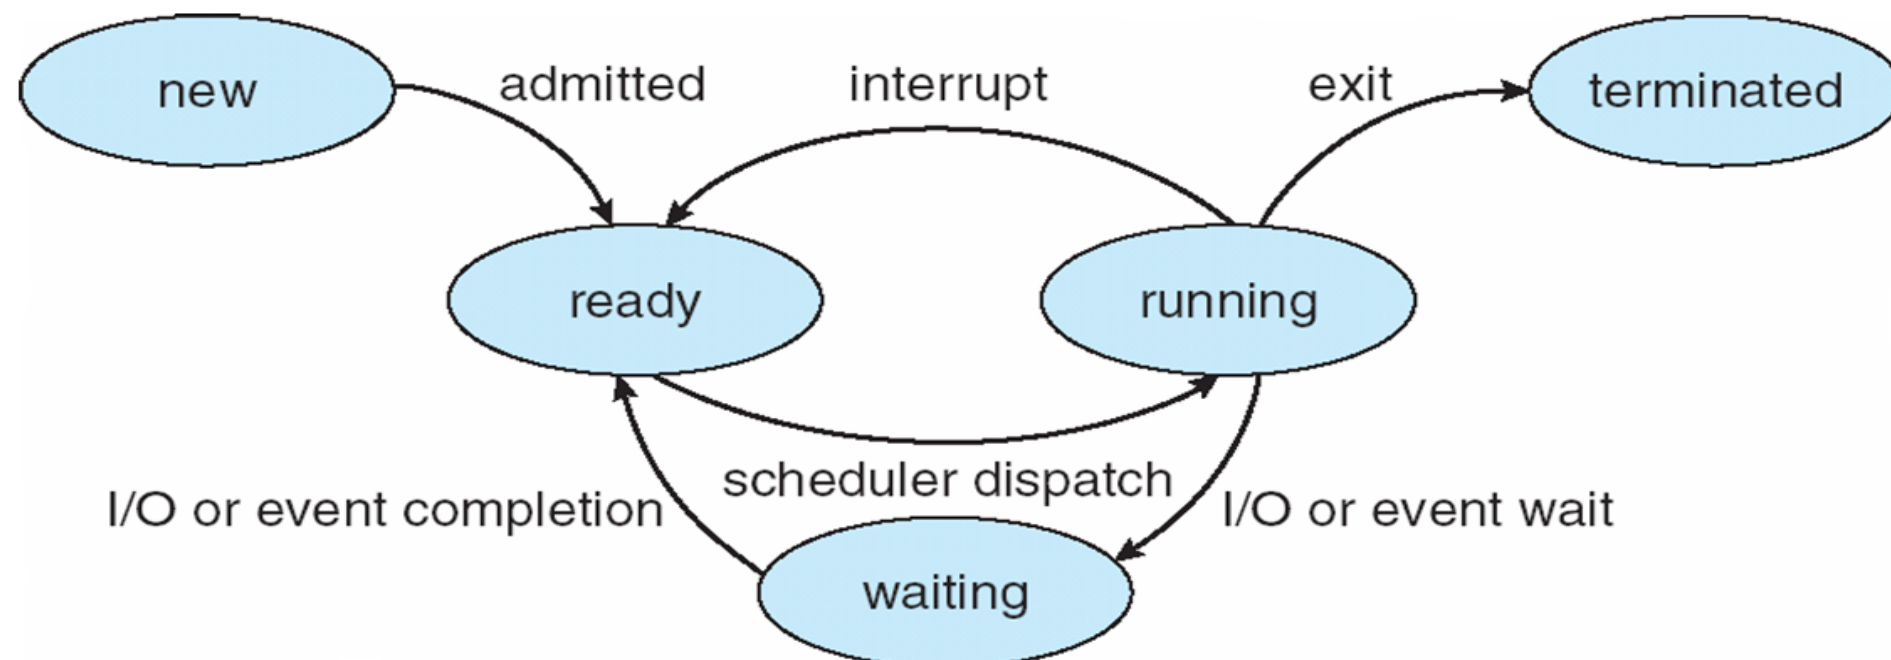 new
admitted
interrupt
exit
terminated
ready
running
scheduler dispatch
I/O or event completion
I/O or event wait
waiting